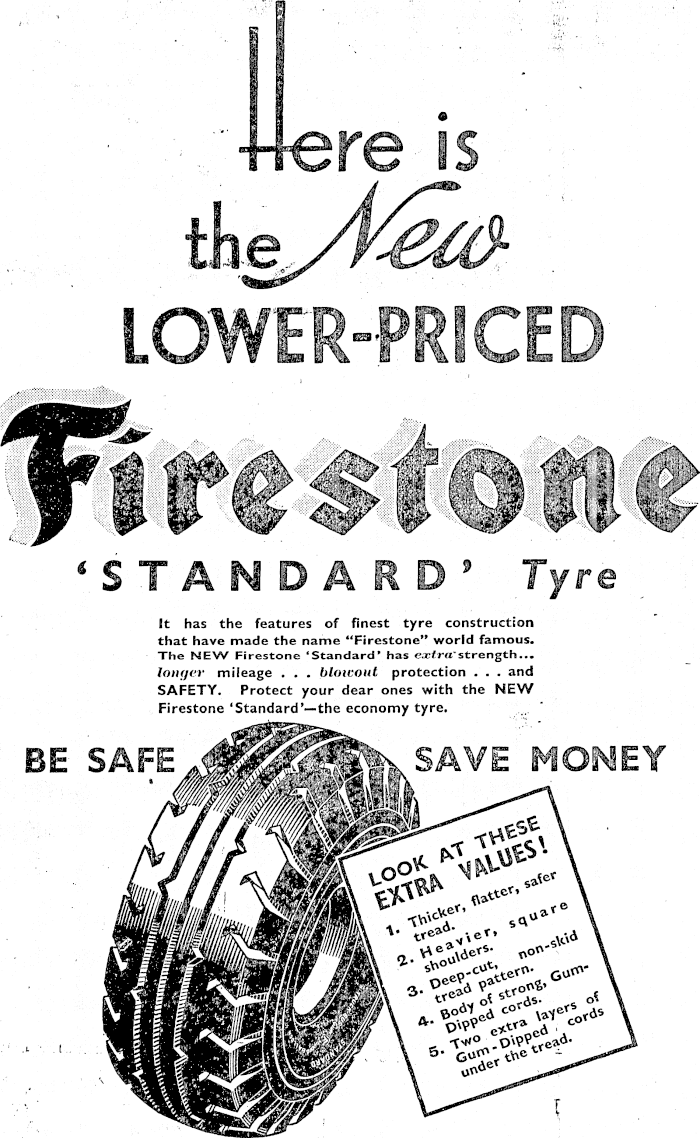 Here is
the New
LOWER-PRICED
Firestone
‘STANDARD’ Tyre
It has the features of finest tyre construction
that have made the name “Firestone” world famous.
The NEW Firestone ‘Standard’ has extra strength...
longer mileage . . . blowout protection . . . and
SAFETY. Protect your dear ones with the NEW
Firestone ‘Standard’—the economy tyre.
BE SAFE SAVE MONEY
LOOK AT THESE
EXTRA VALUES!
1. Thicker, flatter, safer
tread.
2. Heavier, square
shoulders.
3. Deep-cut, non-skid
tread pattern.
4. Body of strong, Gum-
Dipped cords.
5. Two extra layers of
Gum-Dipped cords
under the tread.